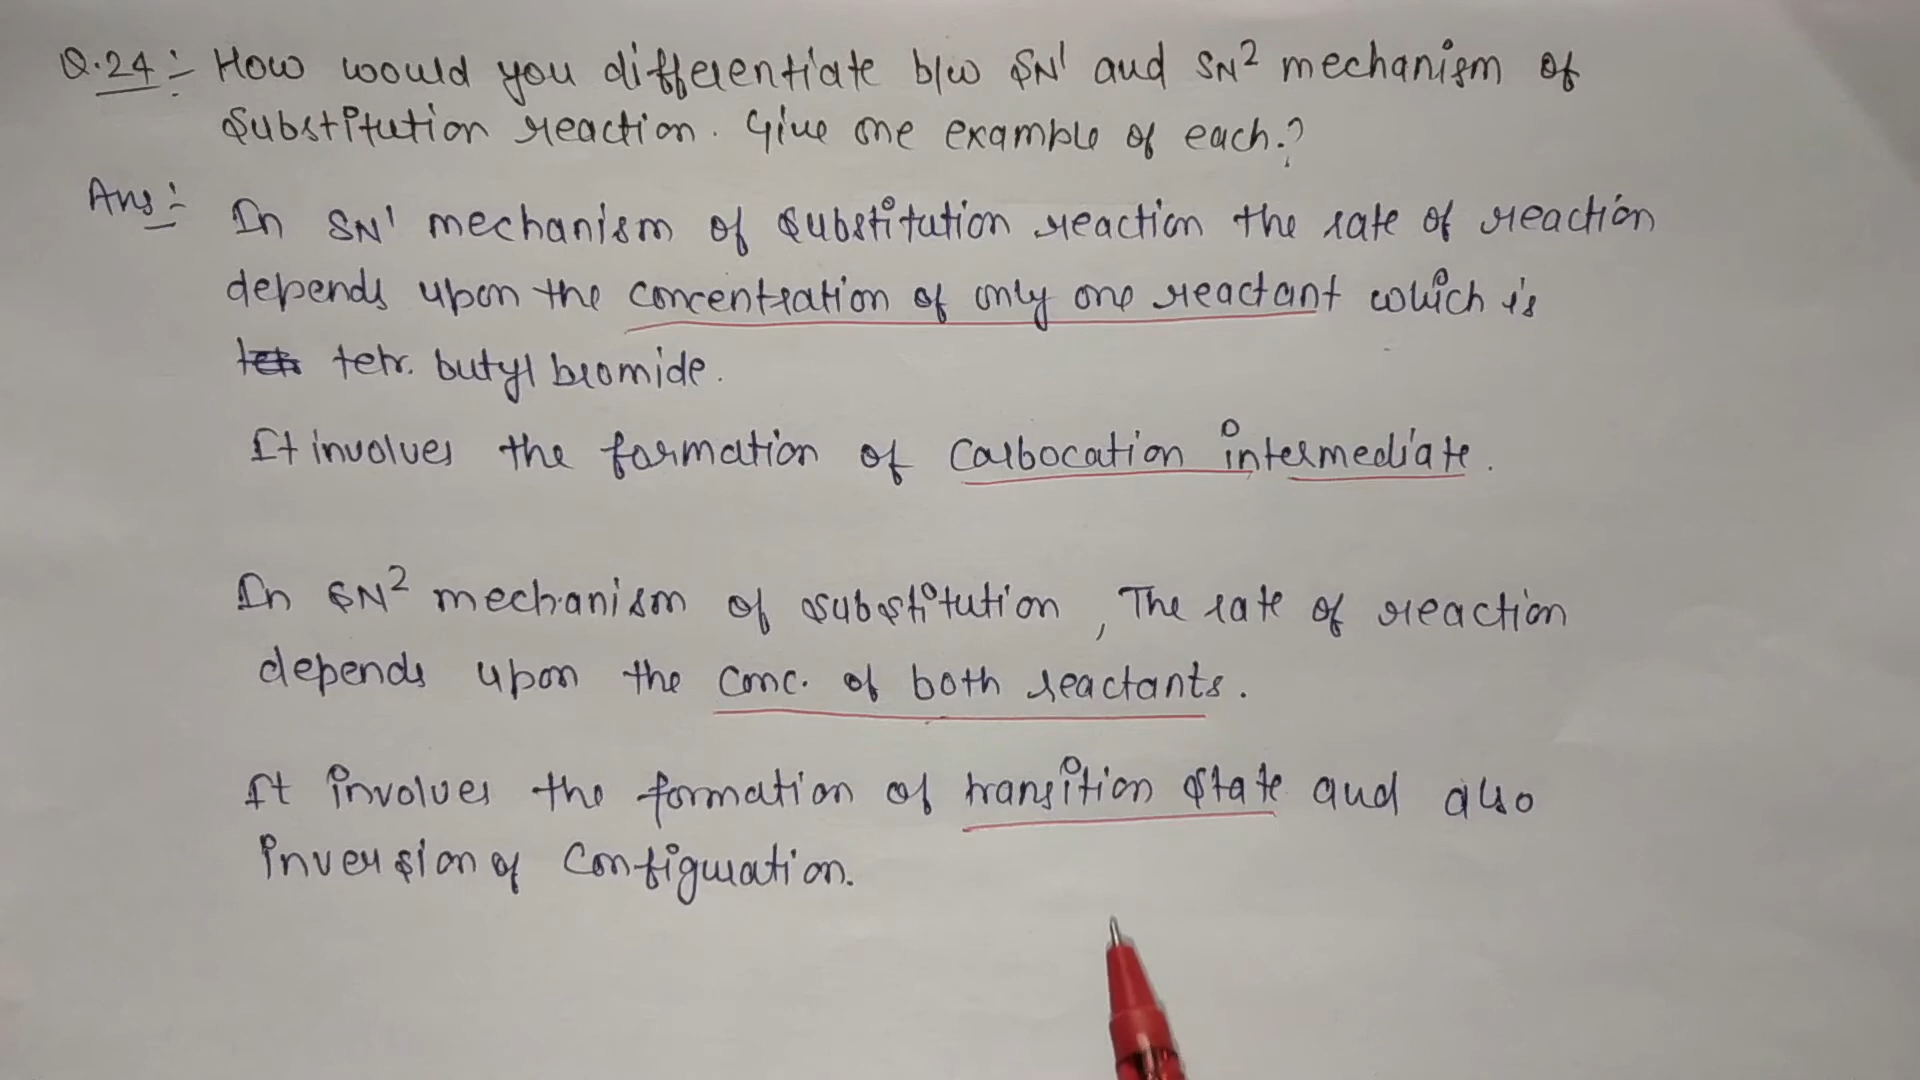 Q.24:- How would you differentiate b/w SN1 and SN2 mechanism of
Substitution reaction. Give one example of each.?
Ans:- In SN1 mechanism of substitution reaction the rate of reaction
depends upon the concentration of only one reactant which is
tetr. butyl bromide.
It involves the formation of carbocation intermediate.
In SN2 mechanism of substitution, The rate of reaction
depends upon the conc. of both reactants.
It involves the formation of transition state and also
inversion of configuration.